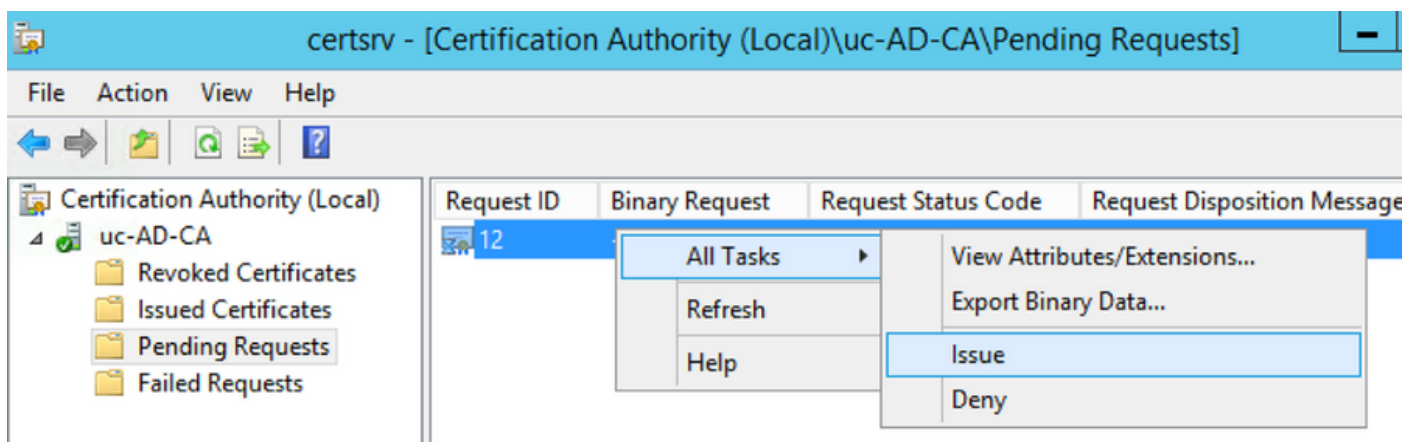 certsrv - [Certification Authority (Local)\uc-AD-CA\Pending Requests]
File Action View Help
Certification Authority (Local)
uc-AD-CA
Revoked Certificates
Issued Certificates
Pending Requests
Failed Requests
Request ID Binary Request Request Status Code Request Disposition Message
12
All Tasks
Refresh
Help
View Attributes/Extensions...
Export Binary Data...
Issue
Deny